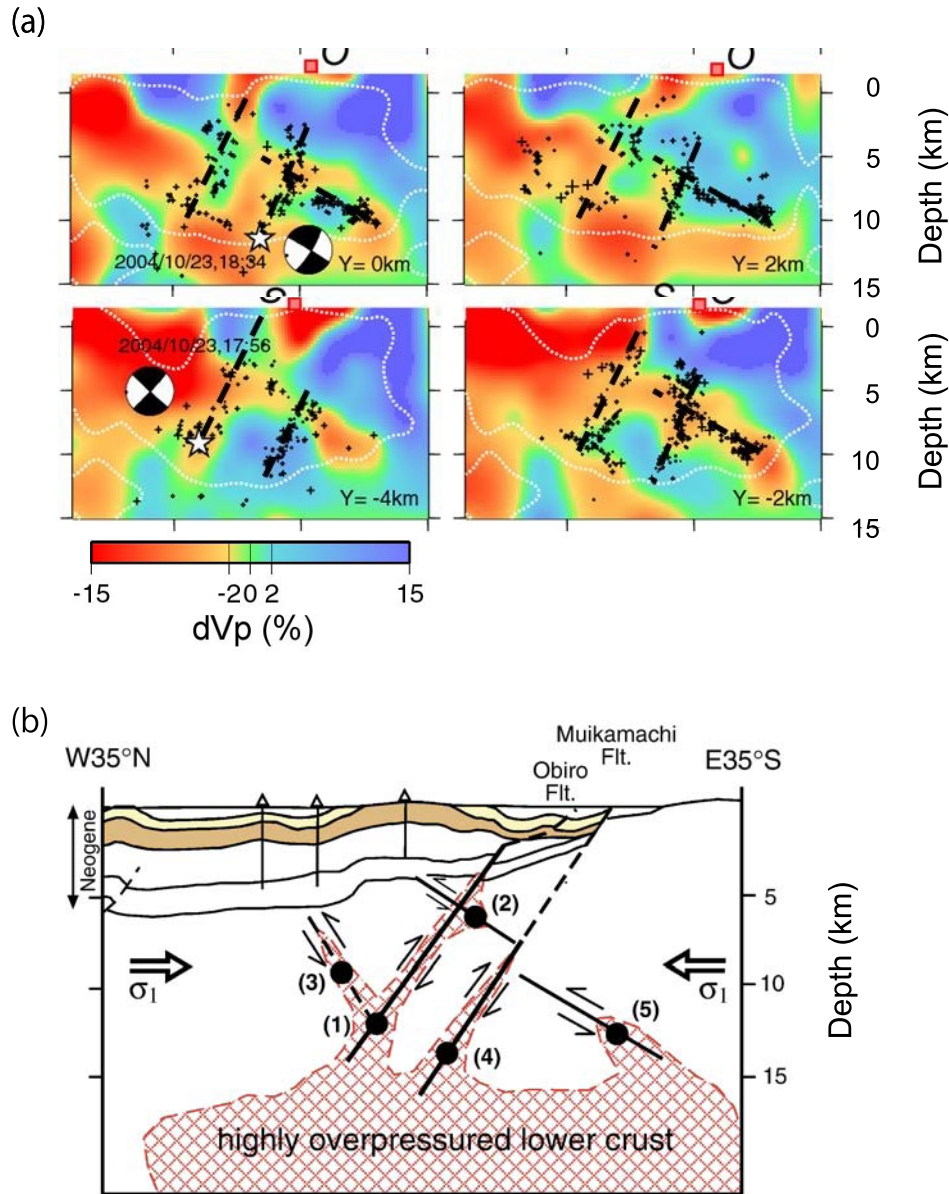 (a)
0
5
10
15
Depth (km)
2004/10/23,18:34
Y= 0km
Y= 2km
0
5
10
15
Depth (km)
2004/10/23,17:56
Y= -4km
Y= -2km
-15
-2 0 2
15
dVp (%)
(b)
W35°N
Muikamachi
Flt.
Obiro
Flt.
E35°S
Neogene
5
10
15
Depth (km)
(2)
(3)
(1)
(4)
(5)
σ1
σ1
highly overpressured lower crust